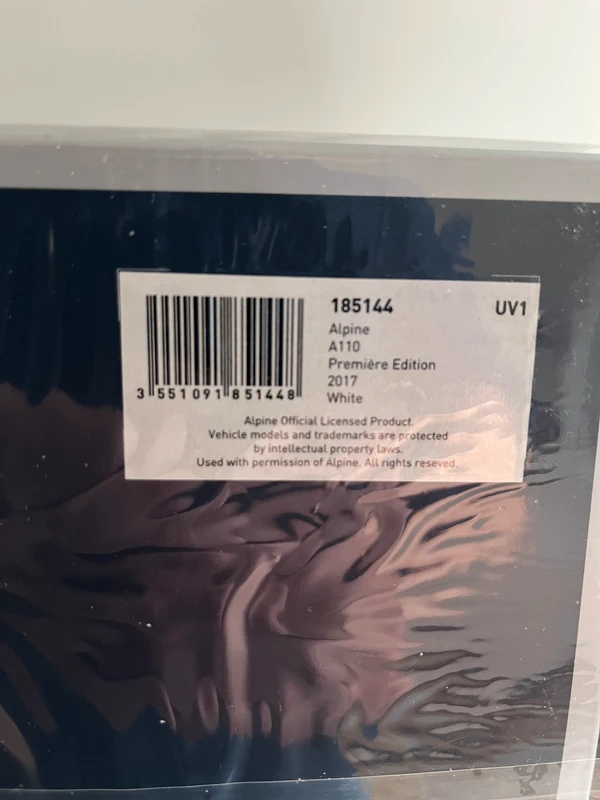 185144 UV1
Alpine
A110
Première Edition
2017
White
3 551091 851448
Alpine Official Licensed Product.
Vehicle models and trademarks are protected
by intellectual property laws.
Used with permission of Alpine. All rights reseved.